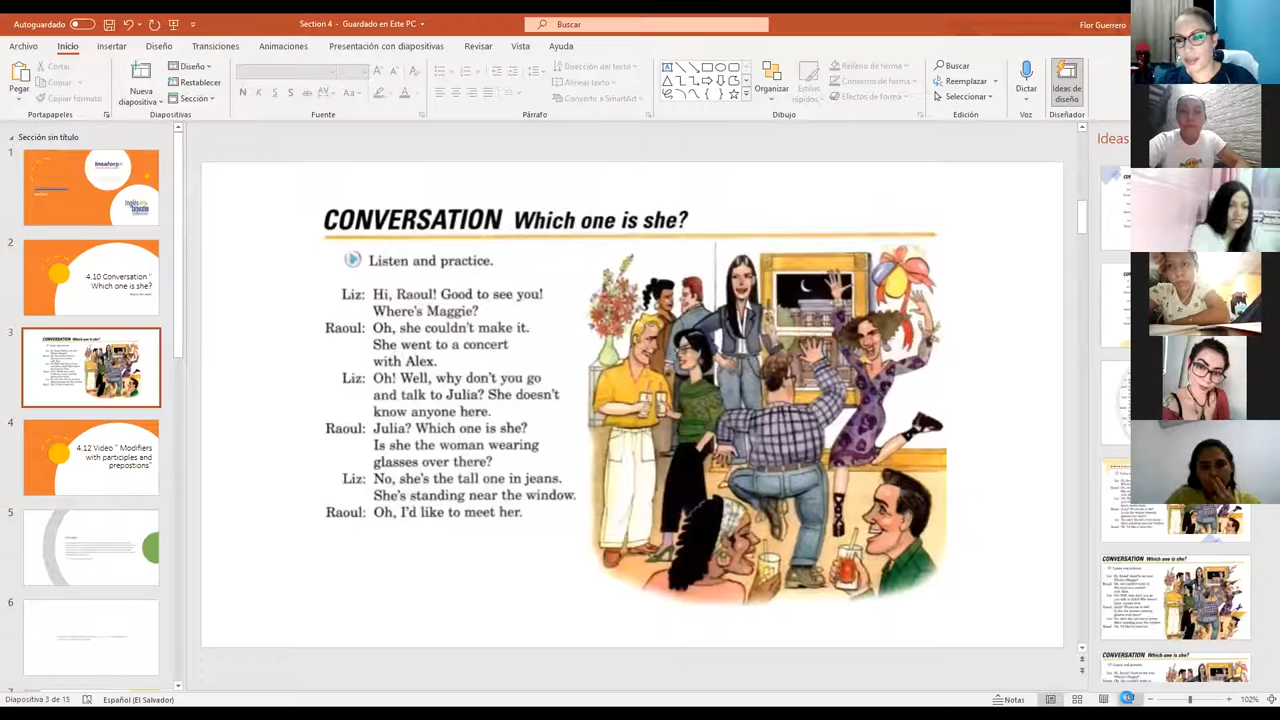 Autoguardado
Section 4 - Guardado en Este PC
Buscar
Flor Guerrero
Archivo
Inicio
Insertar
Diseño
Transiciones
Animaciones
Presentación con diapositivas
Revisar
Vista
Ayuda
Pegar
Cortar
Copiar
Copiar formato
Portapapeles
Nueva
diapositiva
Diseño
Restablecer
Sección
Diapositivas
Fuente
Dirección del texto
Alinear texto
Convertir a SmartArt
Párrafo
Organizar
Estilos
rápidos
Relleno de forma
Contorno de forma
Efectos de forma
Dibujo
Buscar
Reemplazar
Seleccionar
Edición
Dictar
Voz
Ideas de
diseño
Diseñador
Sección sin título
1
Insaforp
Inglés
Corporativo
2
4.10 Conversation "
Which one is she?
3
4
4.12 Video " Modifiers
with participles and
prepostions"
5
6
CONVERSATION Which one is she?
Listen and practice.
Liz: Hi, Raoul! Good to see you!
Where's Maggie?
Raoul: Oh, she couldn't make it.
She went to a concert
with Alex.
Liz: Oh! Well, why don't you go
and talk to Julia? She doesn't
know anyone here.
Raoul: Julia? Which one is she?
Is she the woman wearing
glasses over there?
Liz: No, she's the tall one in jeans.
She's standing near the window.
Raoul: Oh, I'd like to meet her.
Ideas
CONVERSATION Which one is she?
CONVERSATION Which one is she?
Diapositiva 3 de 15
Español (El Salvador)
Notas
102%